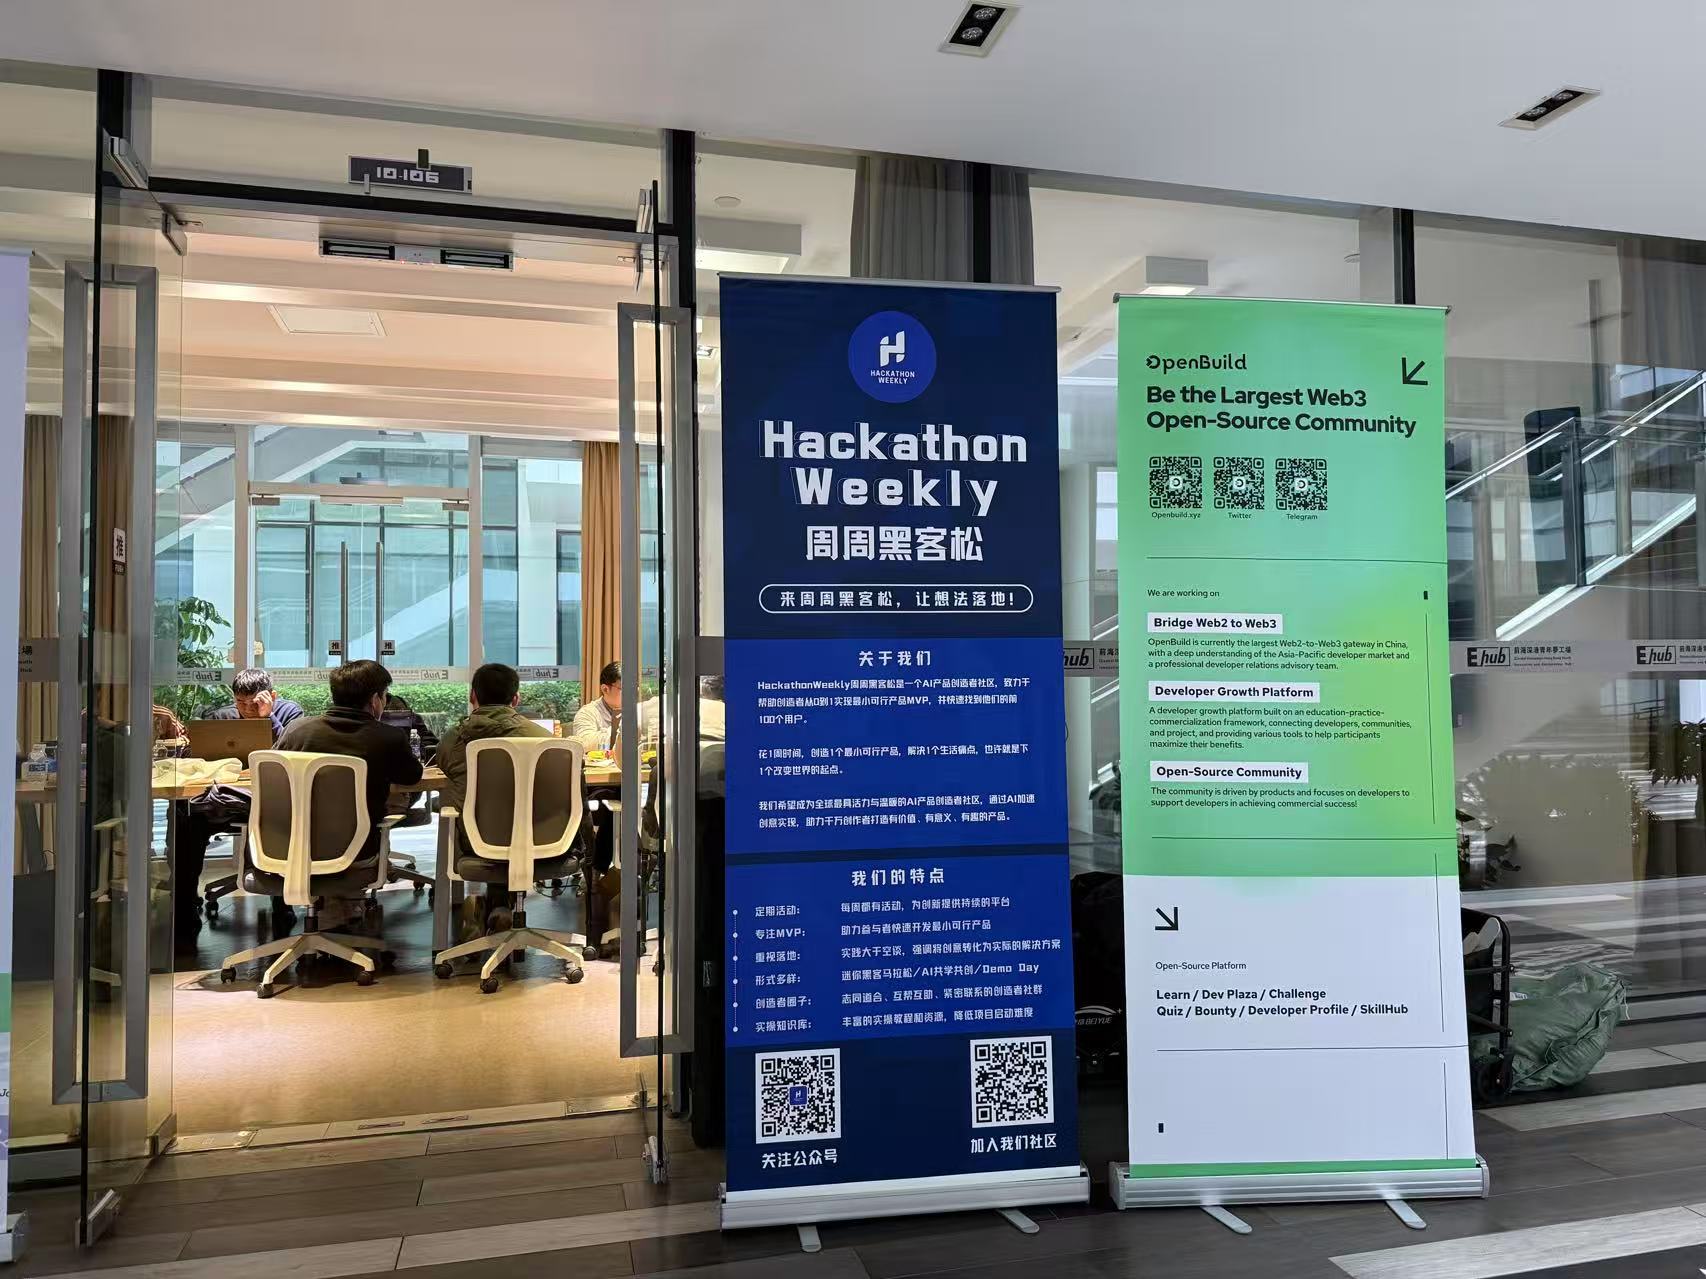 10-106
推
推
推
Ehub
HACKATHON
WEEKLY
Hackathon
Weekly
周周黑客松
来周周黑客松，让想法落地！
关于我们
HackathonWeekly周周黑客松是一个AI产品创造者社区，致力于
帮助创造者从0到1实现最小可行产品MVP，并快速找到他们的前
100个用户。
花1周时间，创造1个最小可行产品，解决1个生活痛点，也许就是下
1个改变世界的起点。
我们希望成为全球最具活力与温暖的AI产品创造者社区，通过AI加速
创意实现，助力千万创作者打造有价值、有意义、有趣的产品。
我们的特点
定期活动： 每周都有活动，为创新提供持续的平台
专注MVP： 助力参与者快速开发最小可行产品
重视落地： 实践大于空谈，强调将创意转化为实际的解决方案
形式多样： 迷你黑客马拉松/AI共学共创/Demo Day
创造者圈子： 志同道合、互帮互助、紧密联系的创造者社群
实操知识库： 丰富的实操教程和资源，降低项目启动难度
关注公众号
加入我们社区
OpenBuild
Be the Largest Web3
Open-Source Community
Openbuild.xyz
Twitter
Telegram
We are working on
Bridge Web2 to Web3
OpenBuild is currently the largest Web2-to-Web3 gateway in China,
with a deep understanding of the Asia-Pacific developer market and
a professional developer relations advisory team.
Developer Growth Platform
A developer growth platform built on an education-practice-
commercialization framework, connecting developers, communities,
and project, and providing various tools to help participants
maximize their benefits.
Open-Source Community
The community is driven by products and focuses on developers to
support developers in achieving commercial success!
Open-Source Platform
Learn / Dev Plaza / Challenge
Quiz / Bounty / Developer Profile / SkillHub
Ehub 前海深港青年夢工場
Ehub